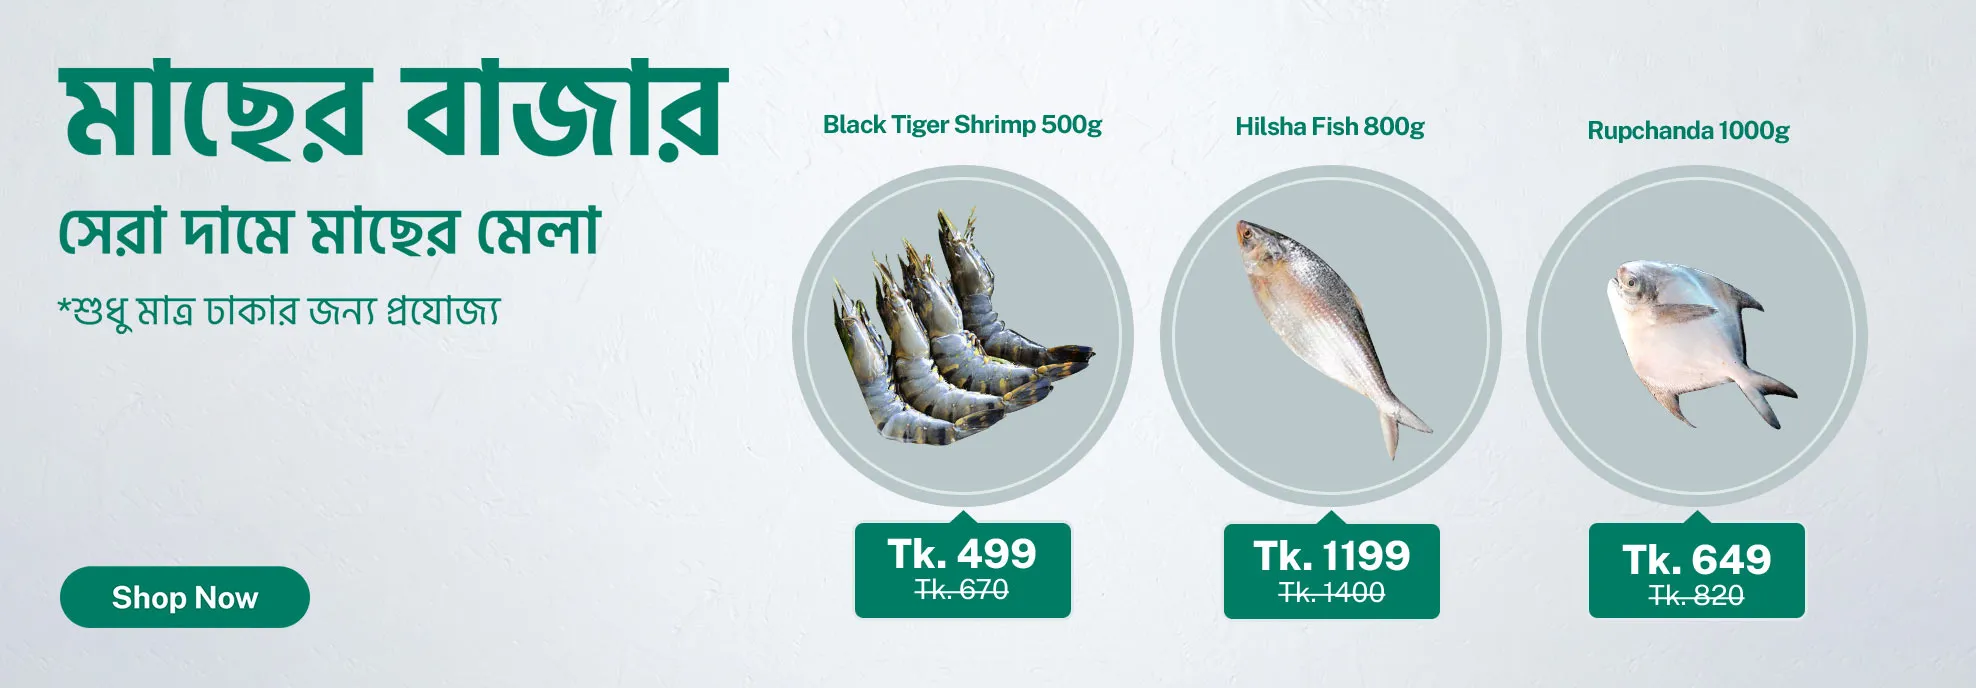 মাছের বাজার
সেরা দামে মাছের মেলা
*শুধু মাত্র ঢাকার জন্য প্রযোজ্য
Shop Now
Black Tiger Shrimp 500g
Tk. 499
Tk. 670
Hilsha Fish 800g
Tk. 1199
Tk. 1400
Rupchanda 1000g
Tk. 649
Tk. 820